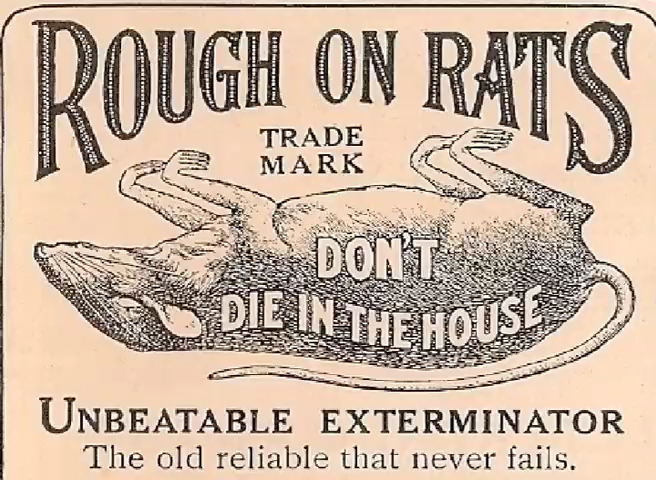 ROUGH ON RATS
TRADE
MARK
DON'T
DIE IN THE HOUSE
UNBEATABLE EXTERMINATOR
The old reliable that never fails.